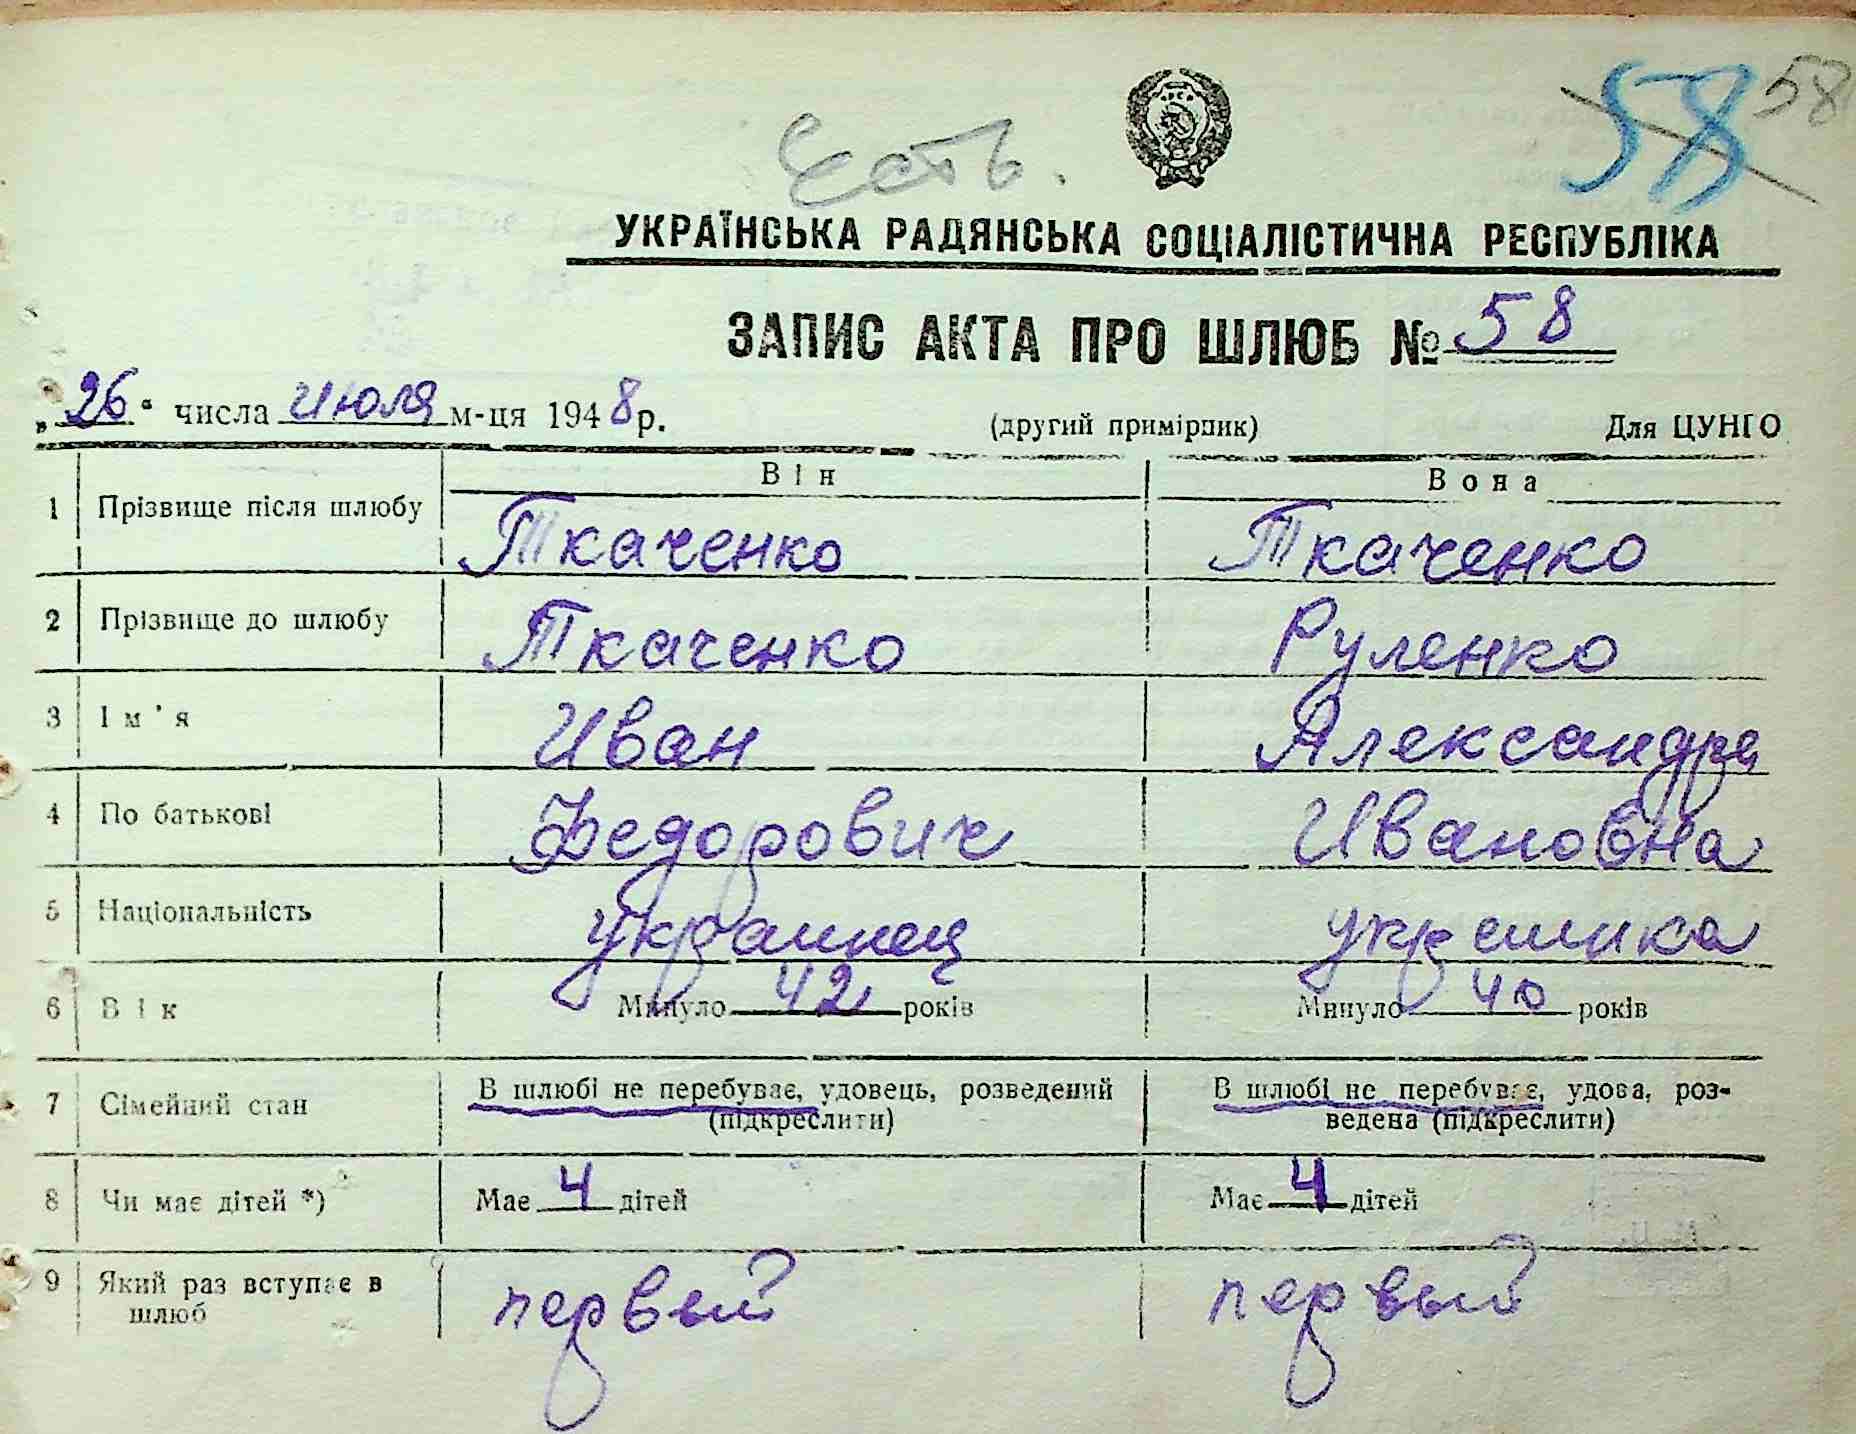 58 58
Есть.
УКРАЇНСЬКА РАДЯНСЬКА СОЦІАЛІСТИЧНА РЕСПУБЛІКА
ЗАПИС АКТА ПРО ШЛЮБ № 58
„26“ числа июля м-ця 1948р. (другий примірник) Для ЦУНГО
Він Вона
1 Прізвище після шлюбу Ткаченко Ткаченко
2 Прізвище до шлюбу Ткаченко Руленко
3 Ім'я Иван Александра
4 По батькові Федорович Ивановна
5 Національність украинец украинка
6 Вік Минуло 42 років Минуло 40 років
7 Сімейний стан В шлюбі не перебуває, удовець, розведений (підкреслити) В шлюбі не перебуває, удова, розведена (підкреслити)
8 Чи має дітей *) Має 4 дітей Має 4 дітей
9 Який раз вступає в шлюб первый первый